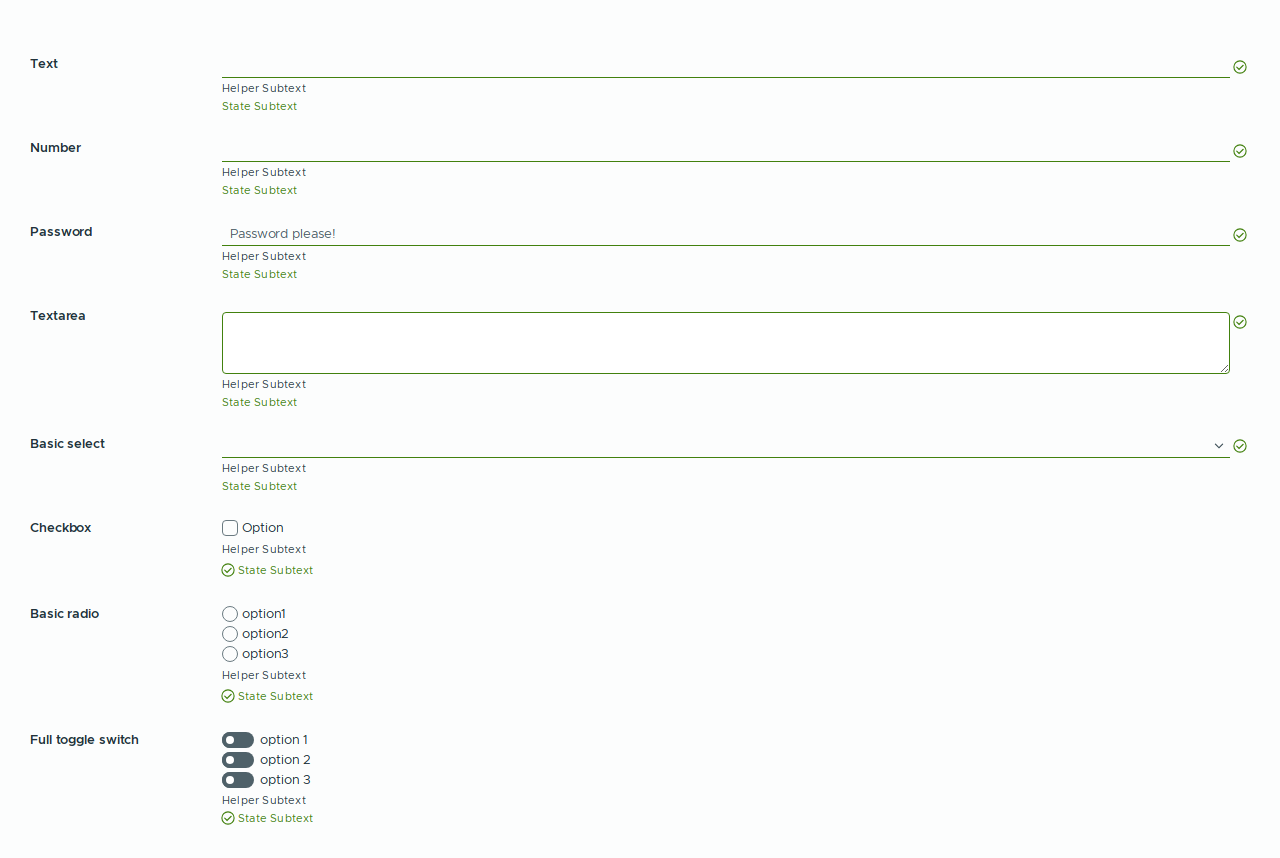 Text
Helper Subtext
State Subtext
Number
Helper Subtext
State Subtext
Password
Password please!
Helper Subtext
State Subtext
Textarea
Helper Subtext
State Subtext
Basic select
Helper Subtext
State Subtext
Checkbox
Option
Helper Subtext
State Subtext
Basic radio
option1
option2
option3
Helper Subtext
State Subtext
Full toggle switch
option 1
option 2
option 3
Helper Subtext
State Subtext